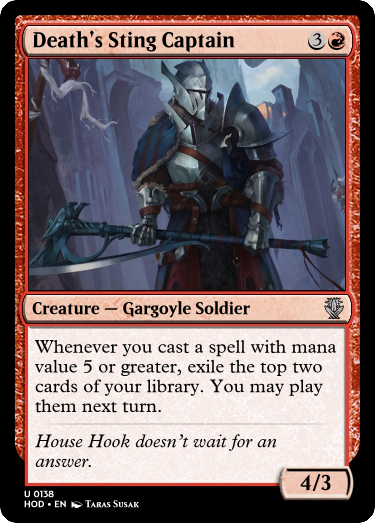 Death's Sting Captain 3
Creature — Gargoyle Soldier
Whenever you cast a spell with mana
value 5 or greater, exile the top two
cards of your library. You may play
them next turn.
House Hook doesn't wait for an
answer.
4/3
U 0138
HOD • EN Taras Susak